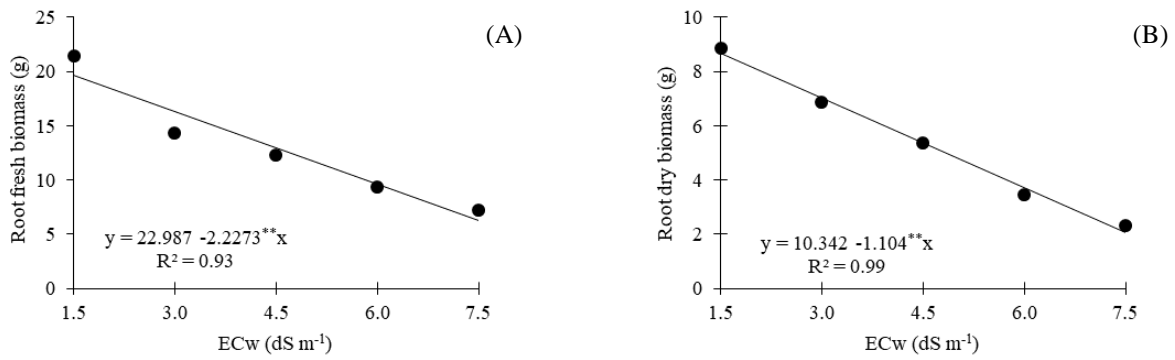 (A)
Root fresh biomass (g)
25
20
15
10
5
0
y = 22.987 -2.2273**x
R² = 0.93
1.5 3.0 4.5 6.0 7.5
ECw (dS m⁻¹)
(B)
Root dry biomass (g)
10
8
6
4
2
0
y = 10.342 -1.104**x
R² = 0.99
1.5 3.0 4.5 6.0 7.5
ECw (dS m⁻¹)